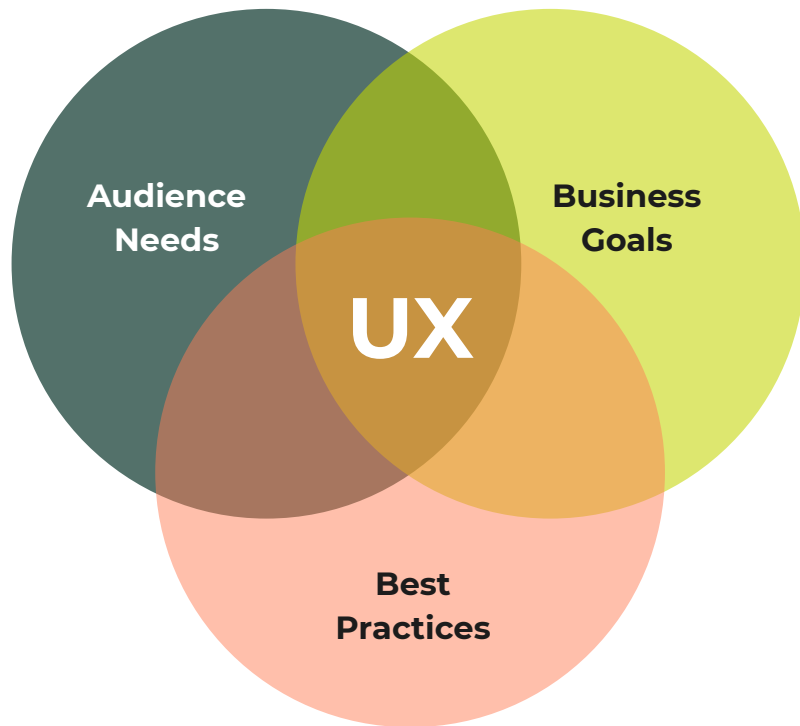 Audience
Needs
Business
Goals
UX
Best
Practices